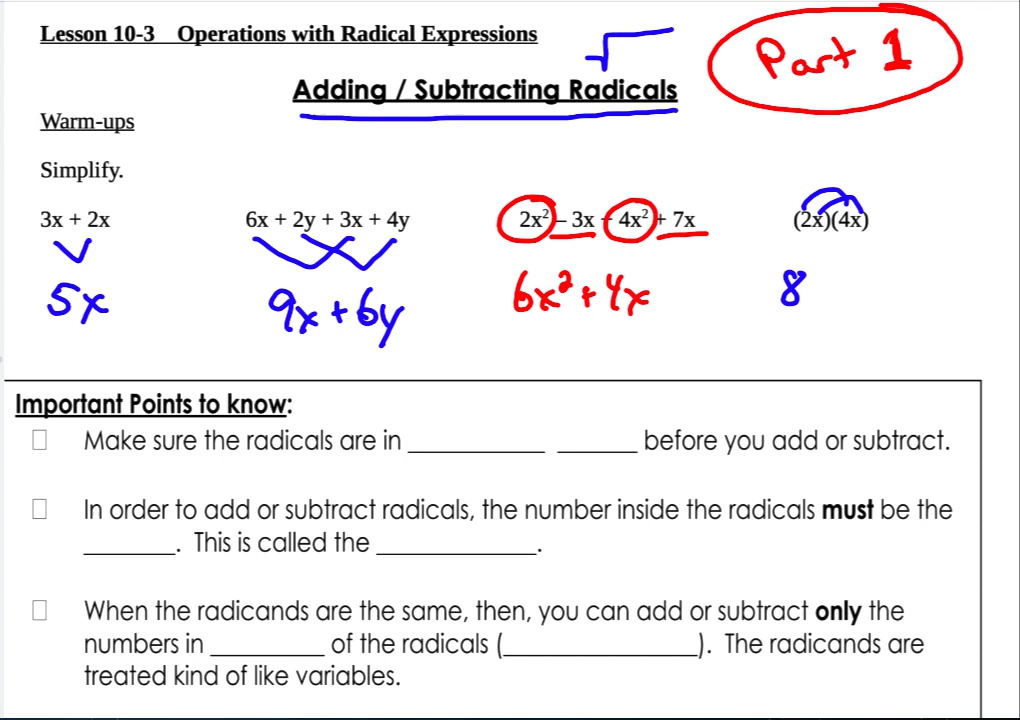 Lesson 10-3 Operations with Radical Expressions
Part 1
√
Adding / Subtracting Radicals
Warm-ups
Simplify.
3x + 2x 6x + 2y + 3x + 4y 2x² – 3x + 4x² + 7x (2x)(4x)
5x 9x + 6y 6x² + 4x 8
Important Points to know:
☐ Make sure the radicals are in __________ ______ before you add or subtract.
☐ In order to add or subtract radicals, the number inside the radicals must be the
_______. This is called the ____________.
☐ When the radicands are the same, then, you can add or subtract only the
numbers in _________ of the radicals (_______________). The radicands are
treated kind of like variables.